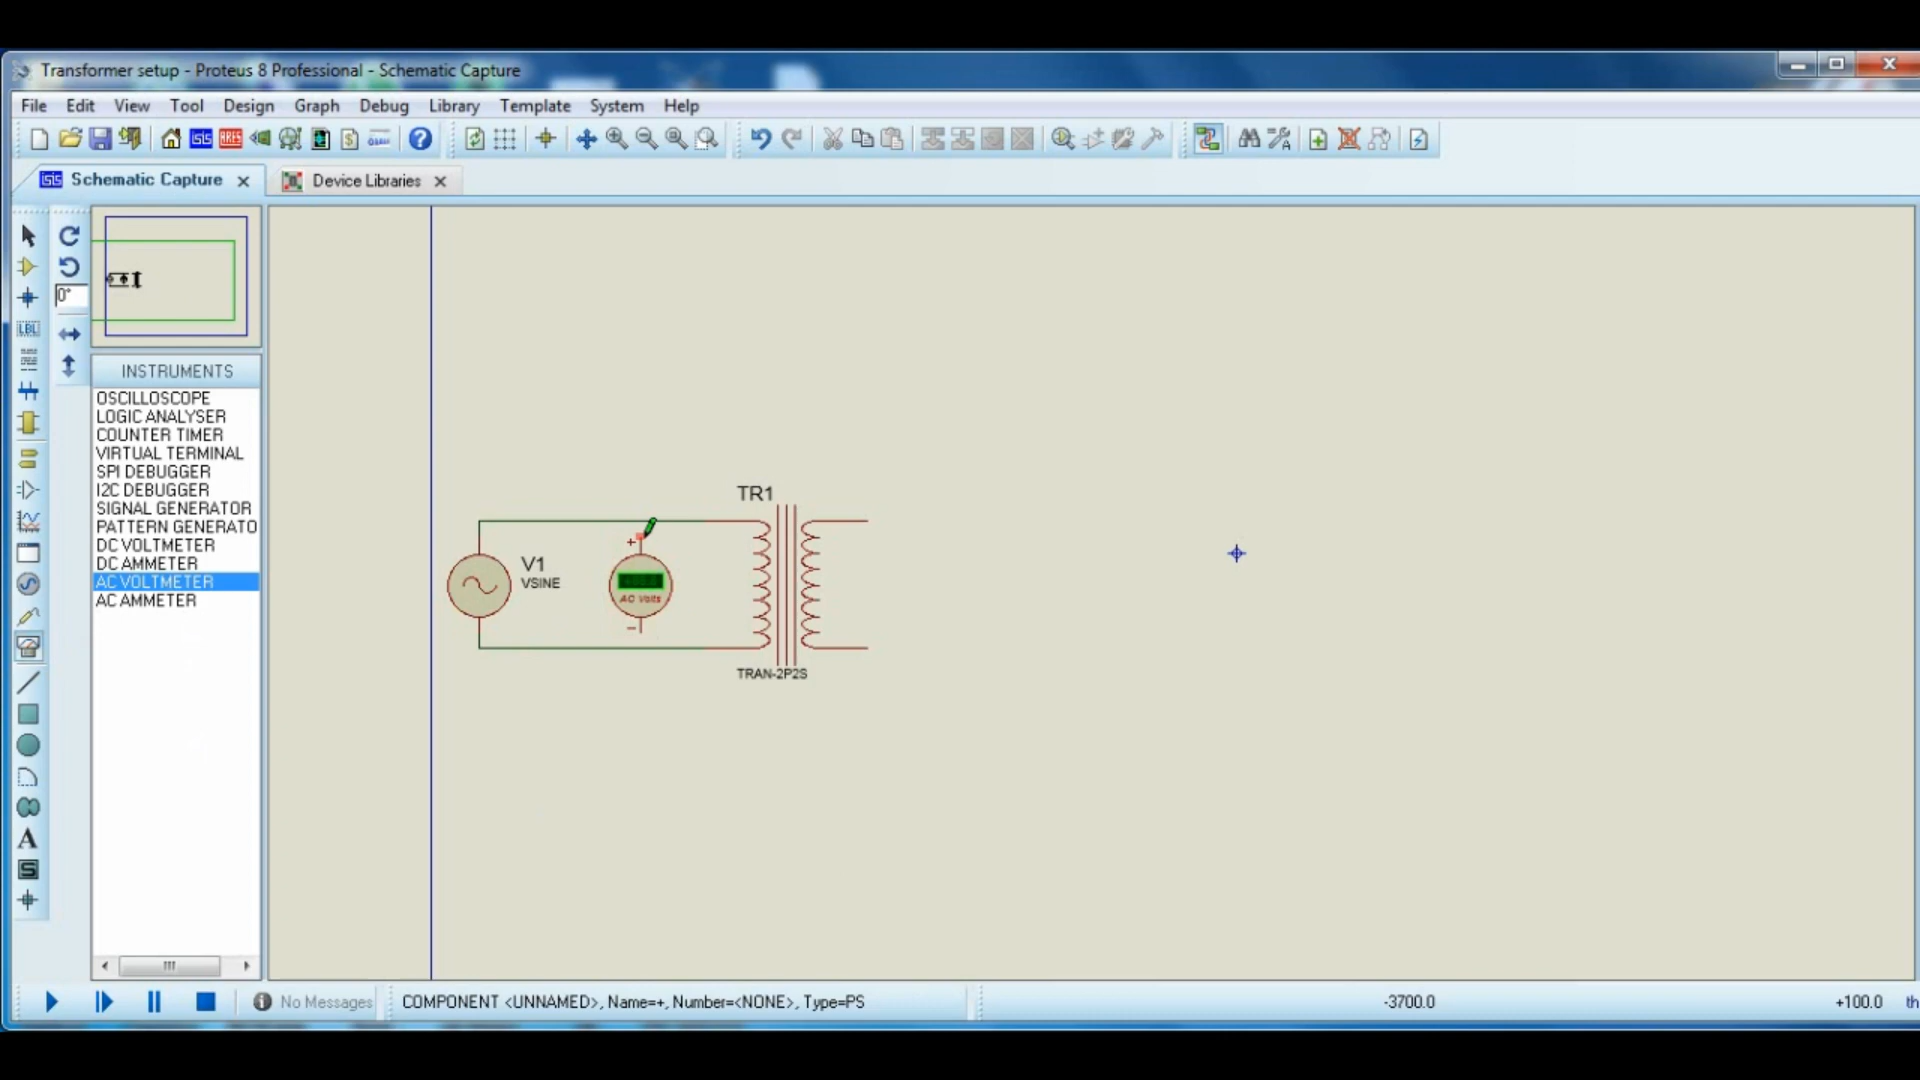 Transformer setup - Proteus 8 Professional - Schematic Capture
File Edit View Tool Design Graph Debug Library Template System Help
Schematic Capture
Device Libraries
0°
LBL
INSTRUMENTS
OSCILLOSCOPE
LOGIC ANALYSER
COUNTER TIMER
VIRTUAL TERMINAL
SPI DEBUGGER
I2C DEBUGGER
SIGNAL GENERATOR
PATTERN GENERATO
DC VOLTMETER
DC AMMETER
AC VOLTMETER
AC AMMETER
TR1
V1
VSINE
+
AC Volts
−
TRAN-2P2S
No Messages
COMPONENT <UNNAMED>, Name=+, Number=<NONE>, Type=PS
-3700.0
+100.0
th